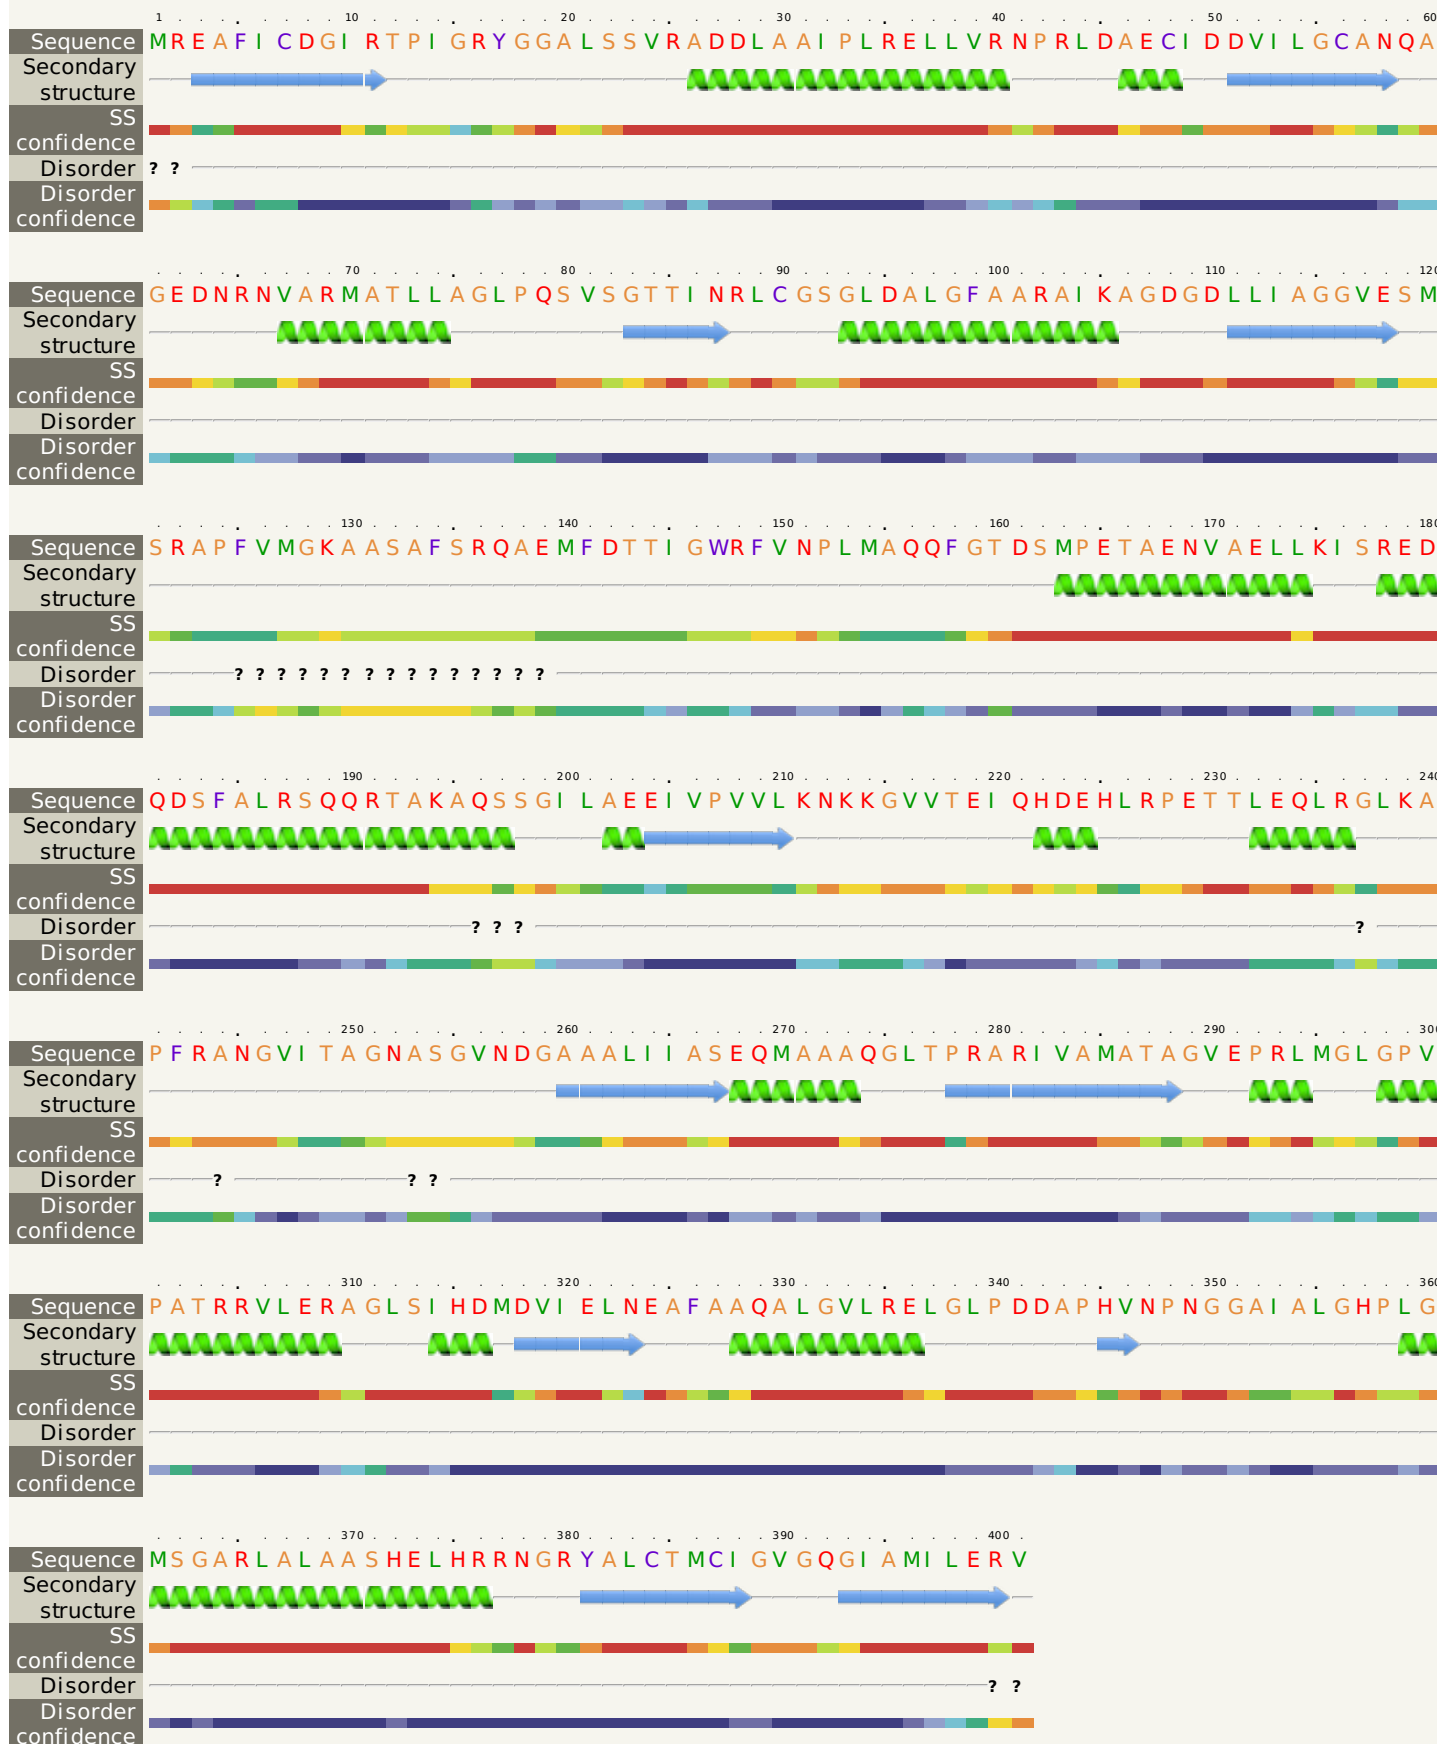 1 . . . . . . . 10 . . . . . . . . . 20 . . . . . . . . . 30 . . . . . . . . . 40 . . . . . . . . . 50 . . . . . . . . . 60
Sequence MREAFICDGIRTPIGRYGGALSSVRADDLAAIPLRELLVRNPRLDAECIDDVILGCANQA
Secondary
structure
SS
confidence
Disorder ? ?
Disorder
confidence
. . . . . . . . . 70 . . . . . . . . . 80 . . . . . . . . . 90 . . . . . . . . . 100 . . . . . . . . . 110 . . . . . . . . . 120
Sequence GEDNRNVARMATLLAGLPQSVSGTTINRLCGSGLDALGFAARAIKAGDGDLLIAGGVESM
Secondary
structure
SS
confidence
Disorder
Disorder
confidence
. . . . . . . . . 130 . . . . . . . . . 140 . . . . . . . . . 150 . . . . . . . . . 160 . . . . . . . . . 170 . . . . . . . . . 180
Sequence SRAPFVMGKAASAFSRQAEMFDTTIGWRFVNPLMAQQFGTDSMPETAENVAELLKISRED
Secondary
structure
SS
confidence
Disorder ? ? ? ? ? ? ? ? ? ? ? ? ? ? ?
Disorder
confidence
. . . . . . . . . 190 . . . . . . . . . 200 . . . . . . . . . 210 . . . . . . . . . 220 . . . . . . . . . 230 . . . . . . . . . 240
Sequence QDSFALRSQQRTAKAQSSGILAEEIVPVVLKNKKGVVTEIQHDEHLRPETTLEQLRGLKA
Secondary
structure
SS
confidence
Disorder ? ? ? ?
Disorder
confidence
. . . . . . . . . 250 . . . . . . . . . 260 . . . . . . . . . 270 . . . . . . . . . 280 . . . . . . . . . 290 . . . . . . . . . 300
Sequence PFRANGVITAGNASGVNDGAAALIIASEQMAAAQGLTPRARIVAMATAGVEPRLMGLGPV
Secondary
structure
SS
confidence
Disorder ? ? ?
Disorder
confidence
. . . . . . . . . 310 . . . . . . . . . 320 . . . . . . . . . 330 . . . . . . . . . 340 . . . . . . . . . 350 . . . . . . . . . 360
Sequence PATRRVLERAGLSIHDMDVIELNEAFAAQALGVLRELGLPDDAPHVNPNGGAIALGHPLG
Secondary
structure
SS
confidence
Disorder
Disorder
confidence
. . . . . . . . . 370 . . . . . . . . . 380 . . . . . . . . . 390 . . . . . . . . . 400 .
Sequence MSGARLALAASHELHRRNGRYALCTMCIGVGQGIAMILERV
Secondary
structure
SS
confidence
Disorder ? ?
Disorder
confidence